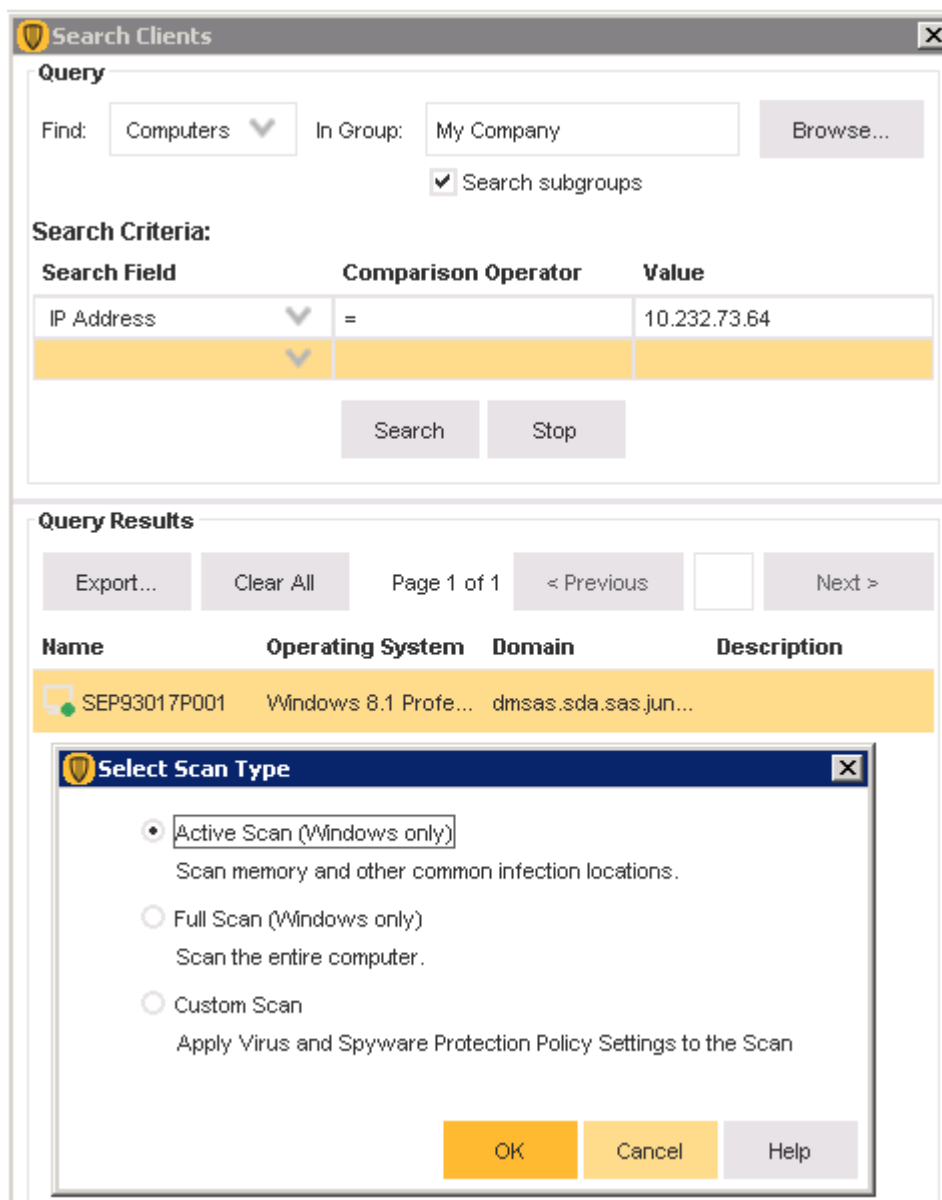 Search Clients
Query
Find: Computers In Group: My Company Browse...
Search subgroups
Search Criteria:
Search Field Comparison Operator Value
IP Address = 10.232.73.64
Search Stop
Query Results
Export... Clear All Page 1 of 1 < Previous Next >
Name Operating System Domain Description
SEP93017P001 Windows 8.1 Profe... dmsas.sda.sas.jun...
Select Scan Type
Active Scan (Windows only)
Scan memory and other common infection locations.
Full Scan (Windows only)
Scan the entire computer.
Custom Scan
Apply Virus and Spyware Protection Policy Settings to the Scan
OK Cancel Help